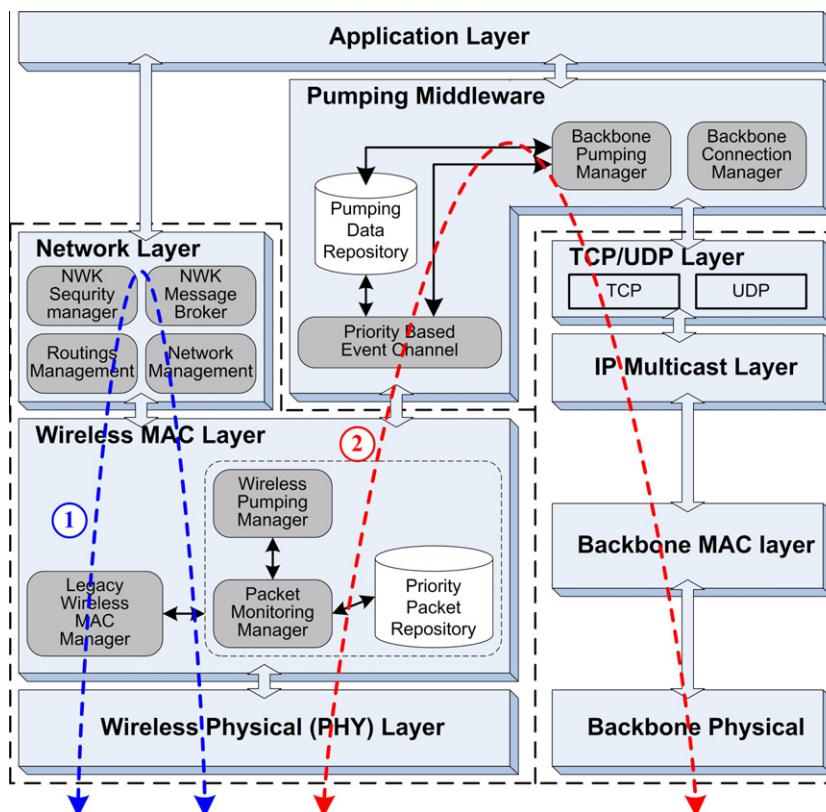 Application Layer
Pumping Middleware
Backbone
Pumping
Manager
Backbone
Connection
Manager
Pumping
Data
Repository
Priority Based
Event Channel
Network Layer
NWK
Sequrity
manager
NWK
Message
Broker
Routings
Management
Network
Management
TCP/UDP Layer
TCP
UDP
IP Multicast Layer
Wireless MAC Layer
1
2
Wireless
Pumping
Manager
Legacy
Wireless
MAC
Manager
Packet
Monitoring
Manager
Priority
Packet
Repository
Backbone MAC layer
Wireless Physical (PHY) Layer
Backbone Physical